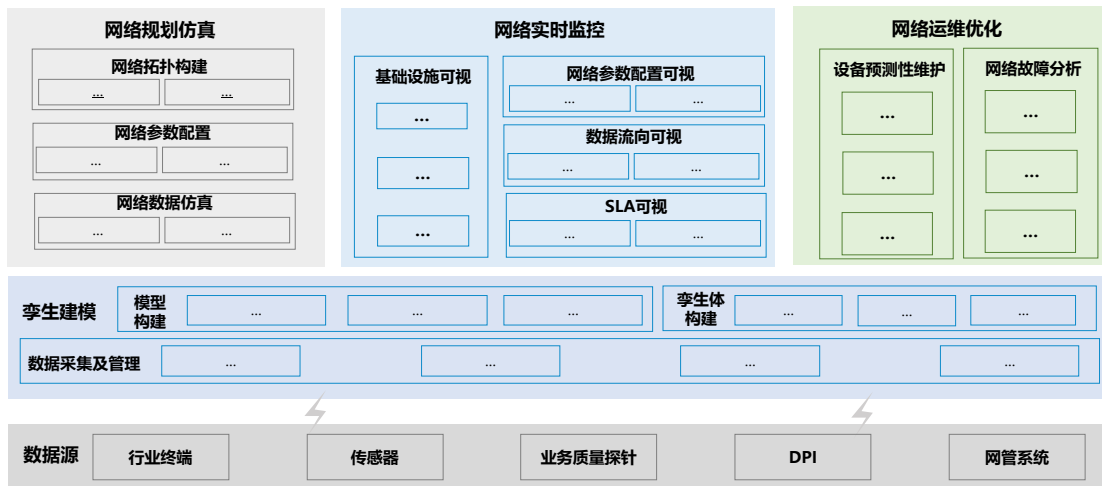 网络规划仿真
网络拓扑构建
... ...
网络参数配置
... ...
网络数据仿真
... ...
网络实时监控
基础设施可视
...
...
...
网络参数配置可视
... ...
数据流向可视
... ...
SLA可视
... ...
网络运维优化
设备预测性维护
...
...
...
网络故障分析
...
...
...
孪生建模
模型
构建
... ... ...
孪生体
构建
... ... ...
数据采集及管理
... ... ... ...
数据源
行业终端
传感器
业务质量探针
DPI
网管系统